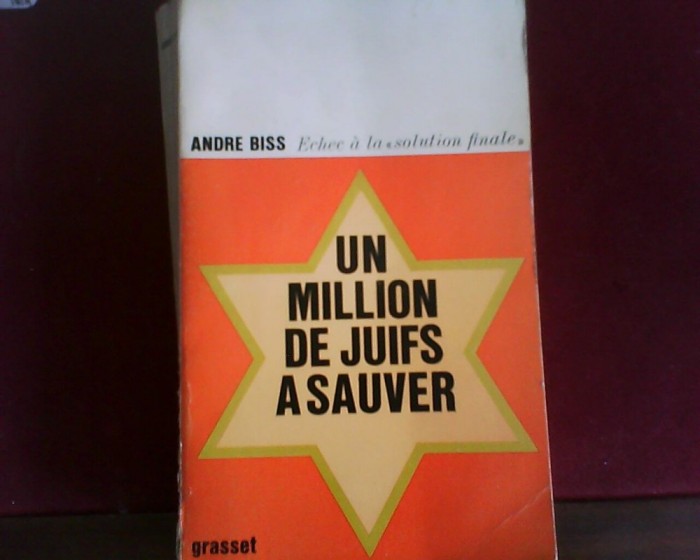 ANDRE BISS Echec à la «solution finale»
UN
MILLION
DE JUIFS
A SAUVER
grasset